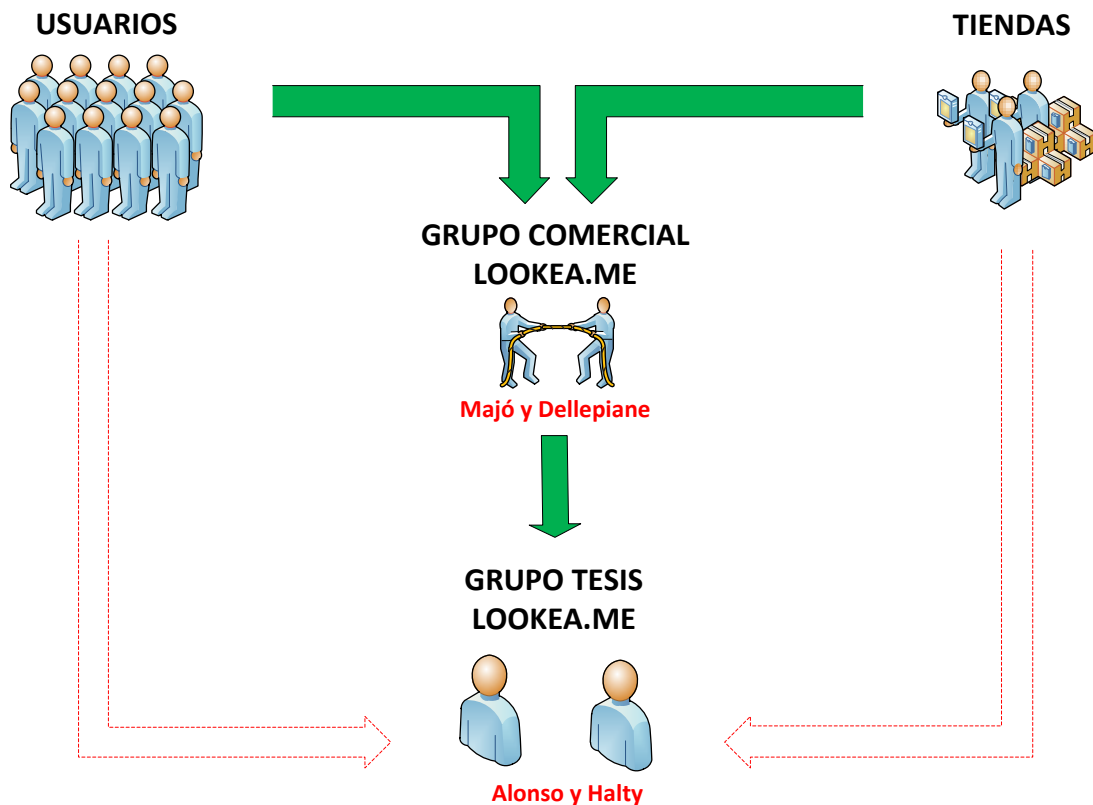 USUARIOS
TIENDAS
GRUPO COMERCIAL
LOOKEA.ME
Majó y Dellepiane
GRUPO TESIS
LOOKEA.ME
Alonso y Halty